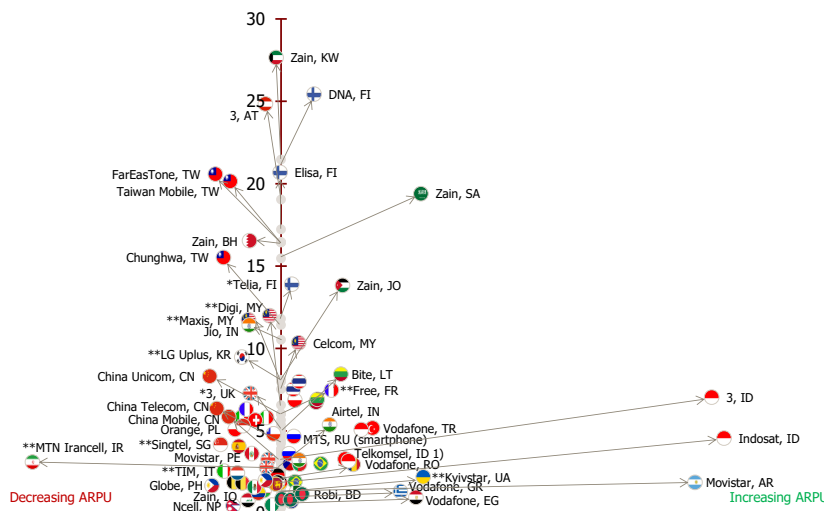 30
Zain, KW
DNA, FI
25
3, AT
Elisa, FI
FarEasTone, TW
20
Taiwan Mobile, TW
Zain, SA
Zain, BH
Chunghwa, TW
15
*Telia, FI
Zain, JO
**Digi, MY
**Maxis, MY
Jio, IN
Celcom, MY
10
**LG Uplus, KR
China Unicom, CN
Bite, LT
*3, UK
**Free, FR
3, ID
China Telecom, CN
Airtel, IN
China Mobile, CN
5
Orange, PL
Vodafone, TR
MTS, RU (smartphone)
Indosat, ID
**Singtel, SG
**MTN Irancell, IR
Movistar, PE
Telkomsel, ID 1)
Vodafone, RO
**TIM, IT
**Kyivstar, UA
Globe, PH
Movistar, AR
Vodafone, GR
Decreasing ARPU
Zain, IQ
Robi, BD
Increasing ARPU
Vodafone, EG
Ncell, NP